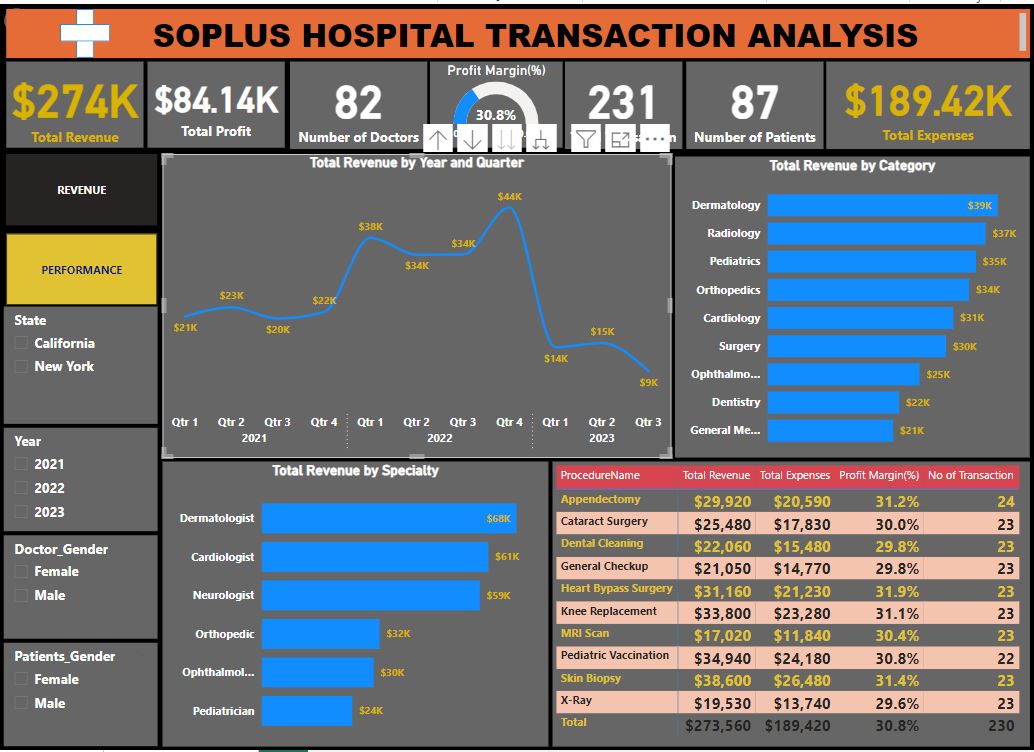 SOPLUS HOSPITAL TRANSACTION ANALYSIS
$274K
Total Revenue
$84.14K
Total Profit
82
Number of Doctors
Profit Margin(%)
30.8%
231
87
Number of Patients
$189.42K
Total Expenses
REVENUE
PERFORMANCE
State
California
New York
Year
2021
2022
2023
Doctor_Gender
Female
Male
Patients_Gender
Female
Male
Total Revenue by Year and Quarter
$21K
$23K
$20K
$22K
$38K
$34K
$34K
$44K
$14K
$15K
$9K
Qtr 1 Qtr 2 Qtr 3 Qtr 4 Qtr 1 Qtr 2 Qtr 3 Qtr 4 Qtr 1 Qtr 2 Qtr 3
2021 2022 2023
Total Revenue by Category
Dermatology $39K
Radiology $37K
Pediatrics $35K
Orthopedics $34K
Cardiology $31K
Surgery $30K
Ophthalmo... $25K
Dentistry $22K
General Me... $21K
Total Revenue by Specialty
Dermatologist $68K
Cardiologist $61K
Neurologist $59K
Orthopedic $32K
Ophthalmol... $30K
Pediatrician $24K
ProcedureName Total Revenue Total Expenses Profit Margin(%) No of Transaction
Appendectomy $29,920 $20,590 31.2% 24
Cataract Surgery $25,480 $17,830 30.0% 23
Dental Cleaning $22,060 $15,480 29.8% 23
General Checkup $21,050 $14,770 29.8% 23
Heart Bypass Surgery $31,160 $21,230 31.9% 23
Knee Replacement $33,800 $23,280 31.1% 23
MRI Scan $17,020 $11,840 30.4% 23
Pediatric Vaccination $34,940 $24,180 30.8% 22
Skin Biopsy $38,600 $26,480 31.4% 23
X-Ray $19,530 $13,740 29.6% 23
Total $273,560 $189,420 30.8% 230